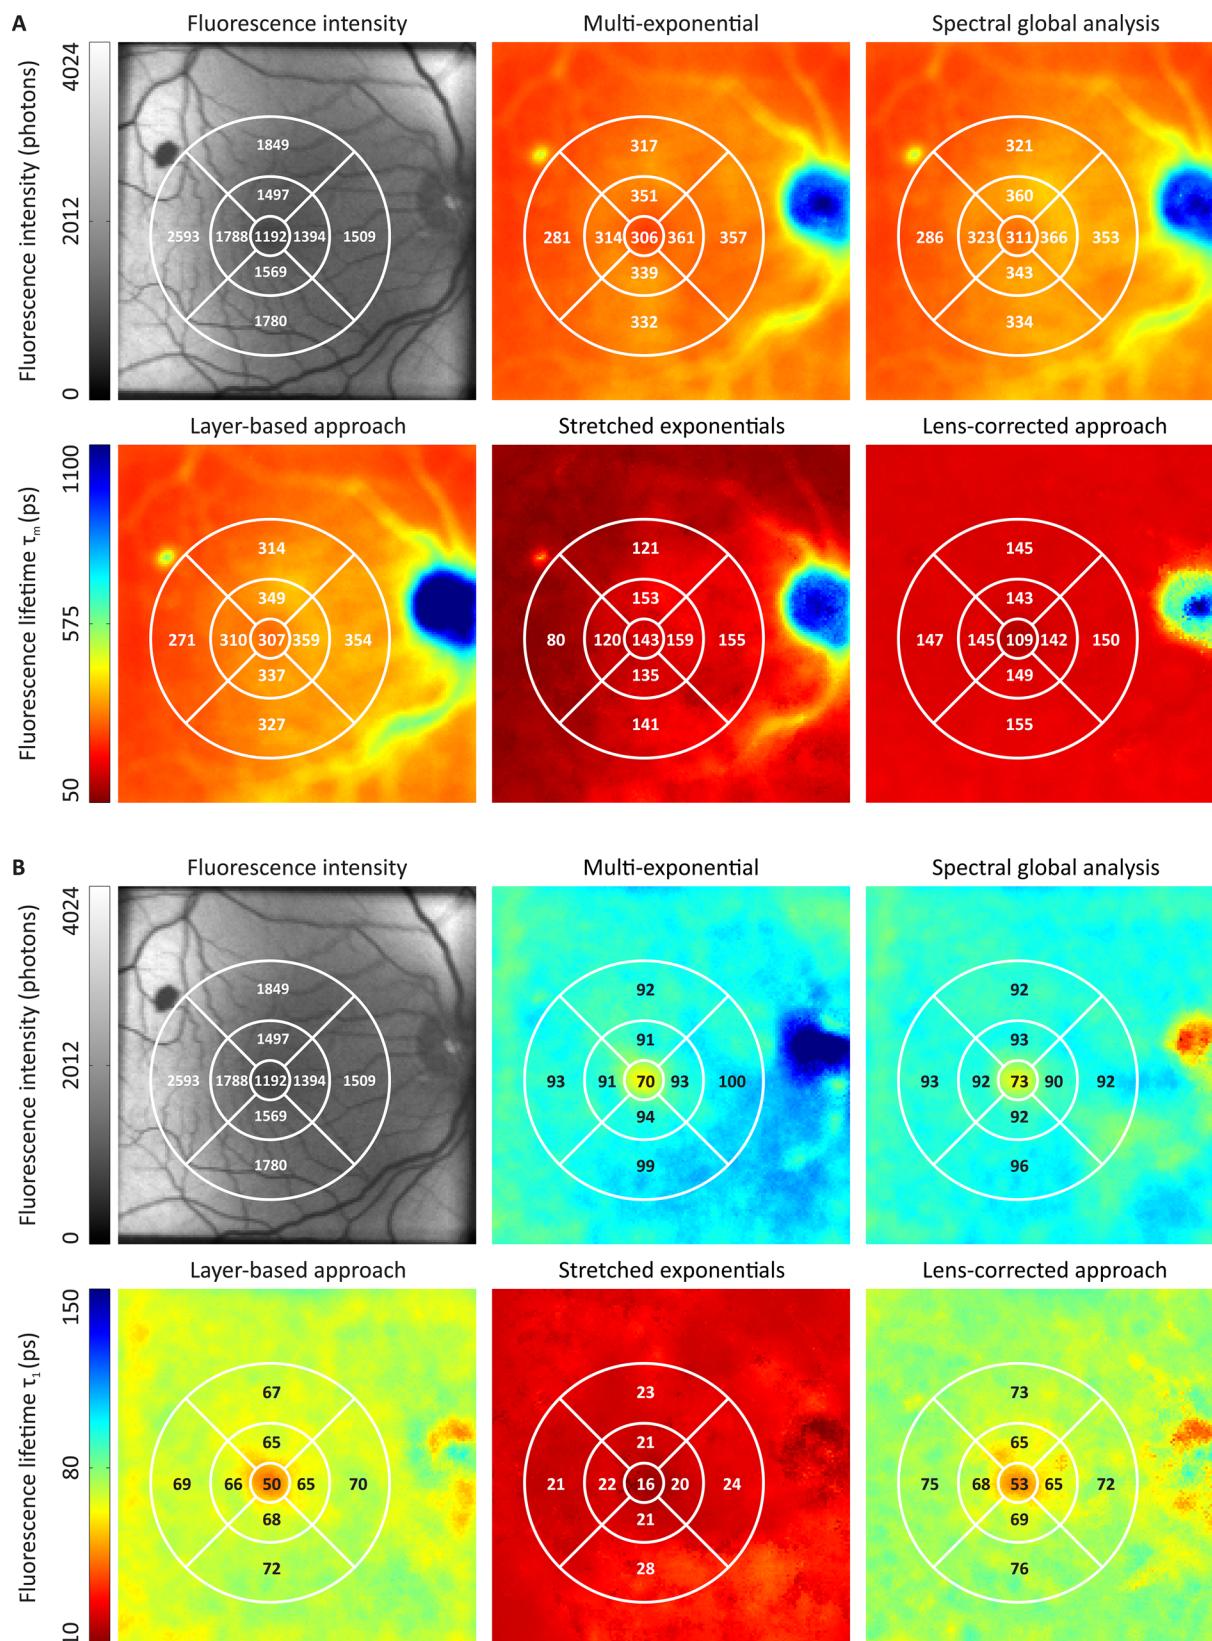 A
Fluorescence intensity
Multi-exponential
Spectral global analysis
Fluorescence intensity (photons)
4024
2012
0
1849
1497
2593 1788 1192 1394 1509
1569
1780
317
351
281 314 306 361 357
339
332
321
360
286 323 311 366 353
343
334
Layer-based approach
Stretched exponentials
Lens-corrected approach
Fluorescence lifetime τm (ps)
1100
575
50
314
349
271 310 307 359 354
337
327
121
153
80 120 143 159 155
135
141
145
143
147 145 109 142 150
149
155
B
Fluorescence intensity
Multi-exponential
Spectral global analysis
Fluorescence intensity (photons)
4024
2012
0
1849
1497
2593 1788 1192 1394 1509
1569
1780
92
91
93 91 70 93 100
94
99
92
93
93 92 73 90 92
92
96
Layer-based approach
Stretched exponentials
Lens-corrected approach
Fluorescence lifetime τ1 (ps)
150
80
10
67
65
69 66 50 65 70
68
72
23
21
21 22 16 20 24
21
28
73
65
75 68 53 65 72
69
76